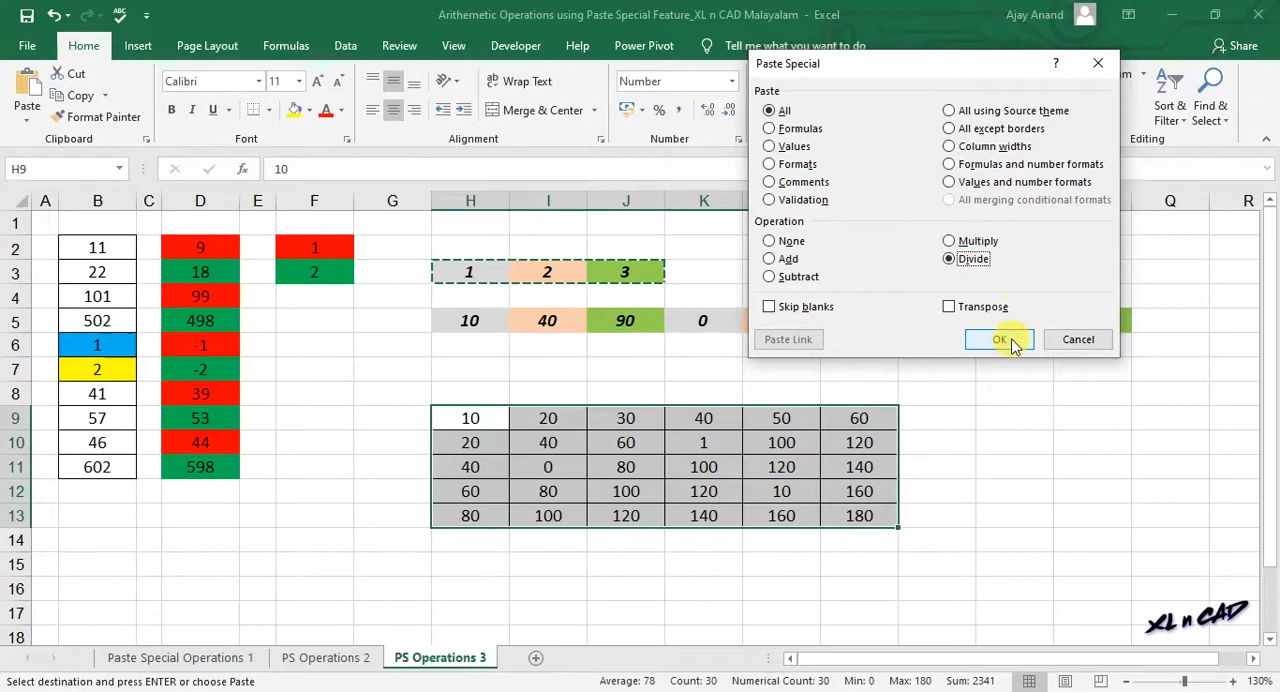 Arithemetic Operations using Paste Special Feature_XL n CAD Malayalam - Excel
Ajay Anand
File Home Insert Page Layout Formulas Data Review View Developer Help Power Pivot Tell me what you want to do Share
Paste
Cut
Copy
Format Painter
Clipboard
Calibri 11
B I U
Font
Wrap Text
Merge & Center
Alignment
Number
%
Number
Sort & Filter
Find & Select
Editing
H9 fx 10
A B C D E F G H I J K Q R
1
2 11 9 1
3 22 18 2 1 2 3
4 101 99
5 502 498 10 40 90 0
6 1 -1
7 2 -2
8 41 39
9 57 53 10 20 30 40 50 60
10 46 44 20 40 60 1 100 120
11 602 598 40 0 80 100 120 140
12 60 80 100 120 10 160
13 80 100 120 140 160 180
14
15
16
17
18
Paste Special
?
Paste
All All using Source theme
Formulas All except borders
Values Column widths
Formats Formulas and number formats
Comments Values and number formats
Validation All merging conditional formats
Operation
None Multiply
Add Divide
Subtract
Skip blanks Transpose
Paste Link OK Cancel
XL n CAD
Paste Special Operations 1 PS Operations 2 PS Operations 3
Select destination and press ENTER or choose Paste Average: 78 Count: 30 Numerical Count: 30 Min: 0 Max: 180 Sum: 2341 130%